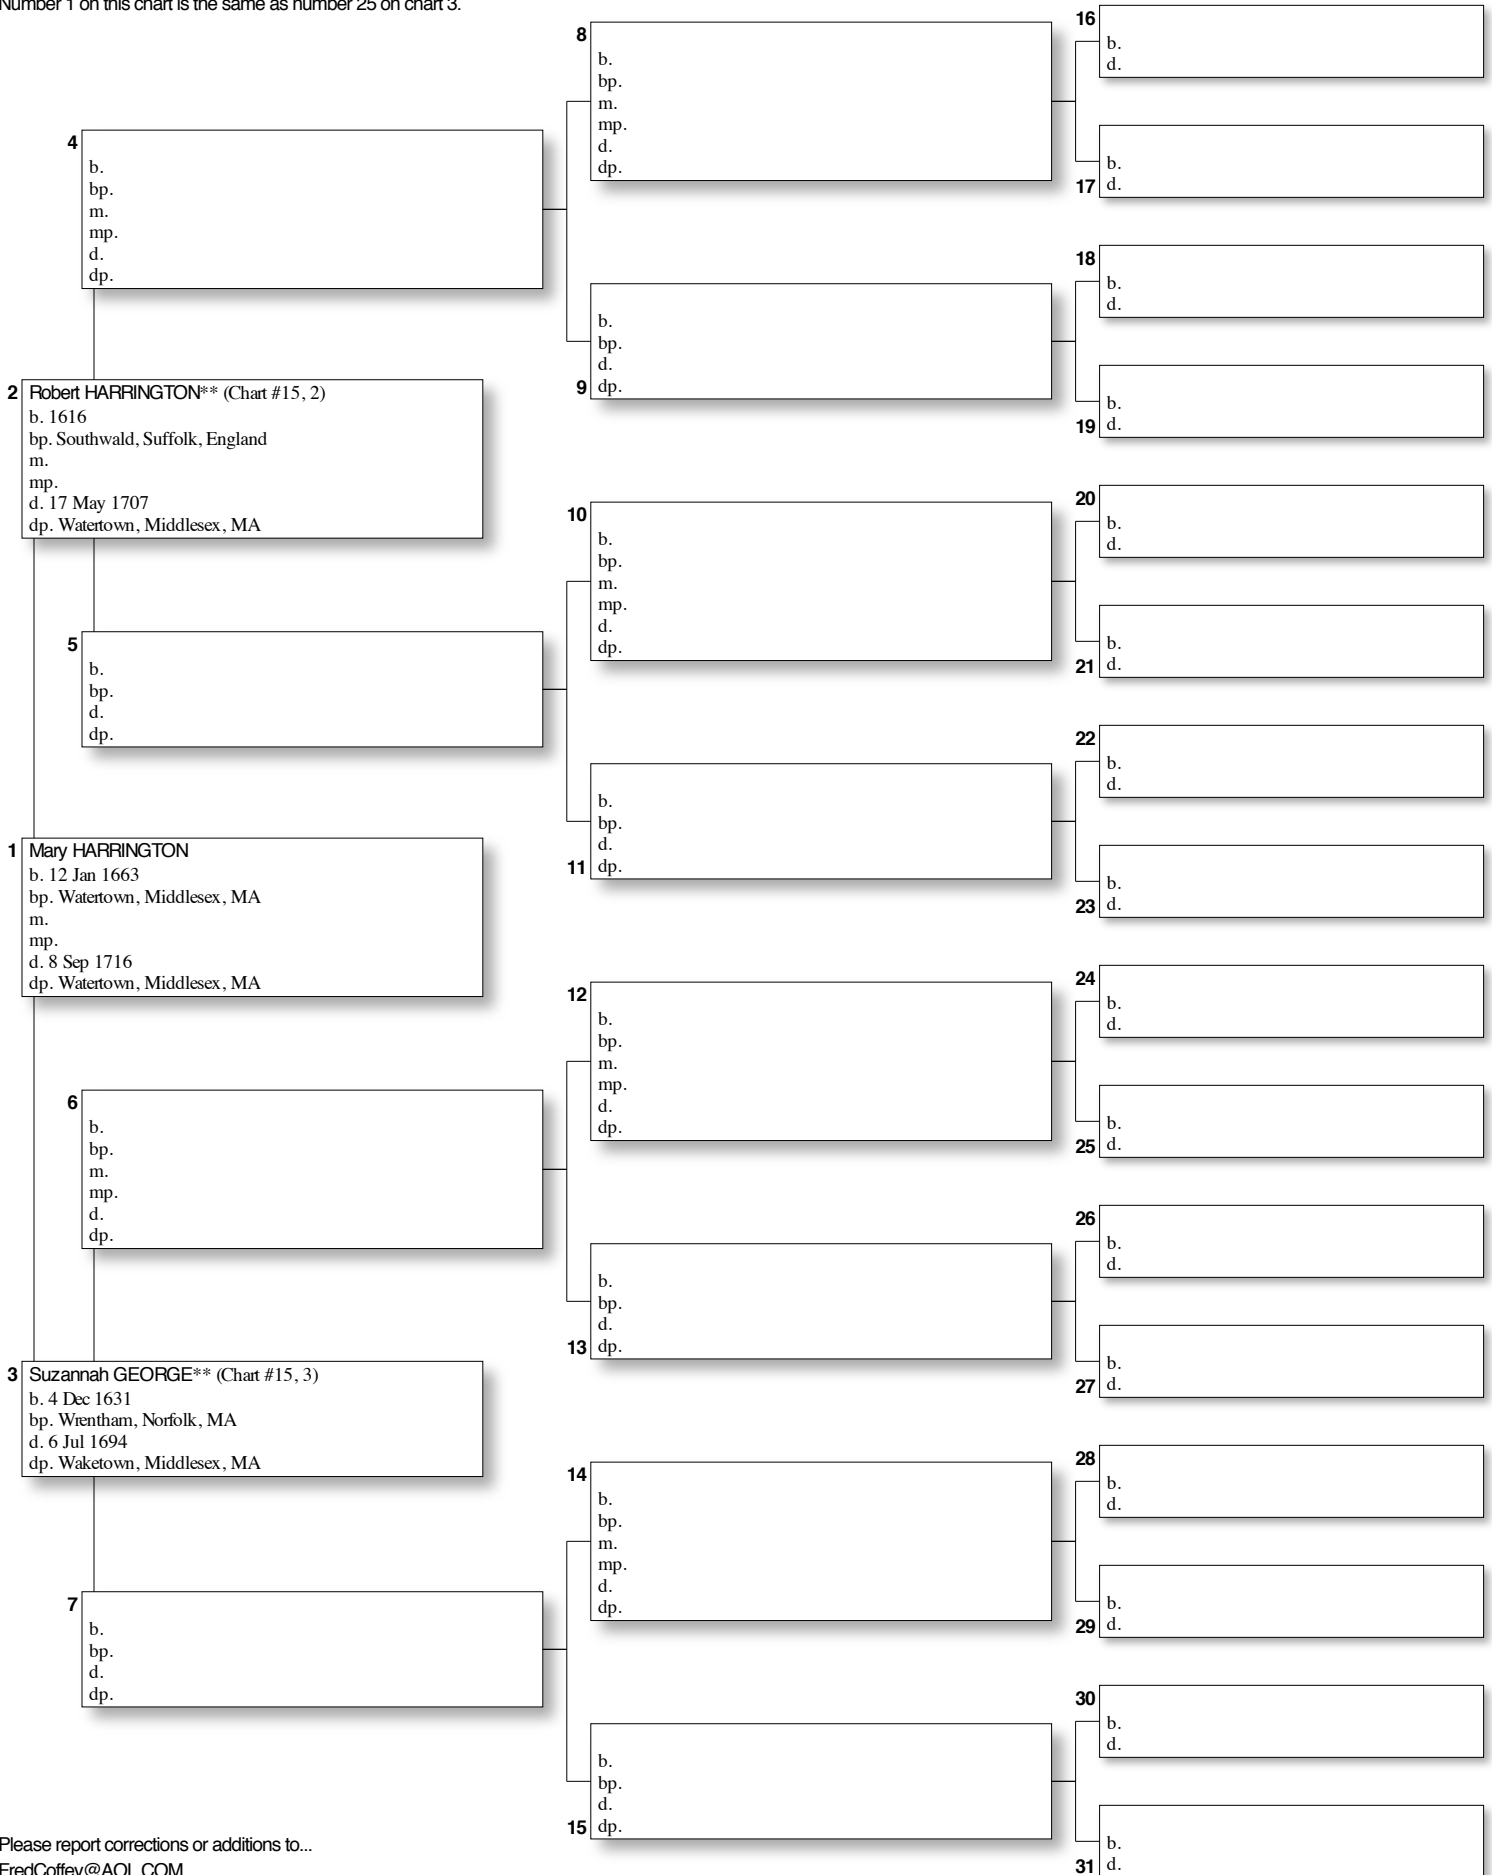 Number 1 on this chart is the same as number 25 on chart 3.
1 Mary HARRINGTON
b. 12 Jan 1663
bp. Watertown, Middlesex, MA
m.
mp.
d. 8 Sep 1716
dp. Watertown, Middlesex, MA
2 Robert HARRINGTON** (Chart #15, 2)
b. 1616
bp. Southwald, Suffolk, England
m.
mp.
d. 17 May 1707
dp. Watertown, Middlesex, MA
3 Suzannah GEORGE** (Chart #15, 3)
b. 4 Dec 1631
bp. Wrentham, Norfolk, MA
d. 6 Jul 1694
dp. Waketown, Middlesex, MA
4
b.
bp.
m.
mp.
d.
dp.
5
b.
bp.
d.
dp.
6
b.
bp.
m.
mp.
d.
dp.
7
b.
bp.
d.
dp.
8
b.
bp.
m.
mp.
d.
dp.
b.
bp.
d.
9 dp.
10
b.
bp.
m.
mp.
d.
dp.
b.
bp.
d.
11 dp.
12
b.
bp.
m.
mp.
d.
dp.
b.
bp.
d.
13 dp.
14
b.
bp.
m.
mp.
d.
dp.
b.
bp.
d.
15 dp.
16
b.
d.
b.
17 d.
18
b.
d.
b.
19 d.
20
b.
d.
b.
21 d.
22
b.
d.
b.
23 d.
24
b.
d.
b.
25 d.
26
b.
d.
b.
27 d.
28
b.
d.
b.
29 d.
30
b.
d.
b.
31 d.
Please report corrections or additions to...
FredCoffey@AOL.COM